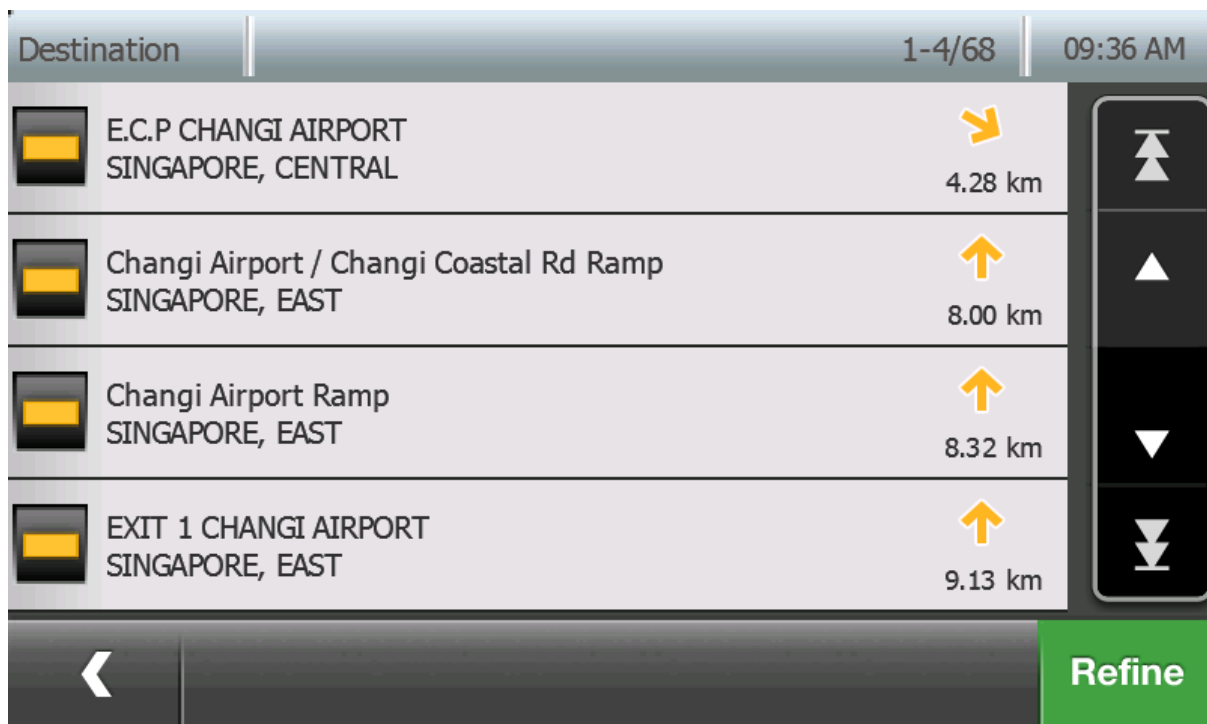 Destination 1-4/68 09:36 AM
E.C.P CHANGI AIRPORT
SINGAPORE, CENTRAL
4.28 km
Changi Airport / Changi Coastal Rd Ramp
SINGAPORE, EAST
8.00 km
Changi Airport Ramp
SINGAPORE, EAST
8.32 km
EXIT 1 CHANGI AIRPORT
SINGAPORE, EAST
9.13 km
Refine